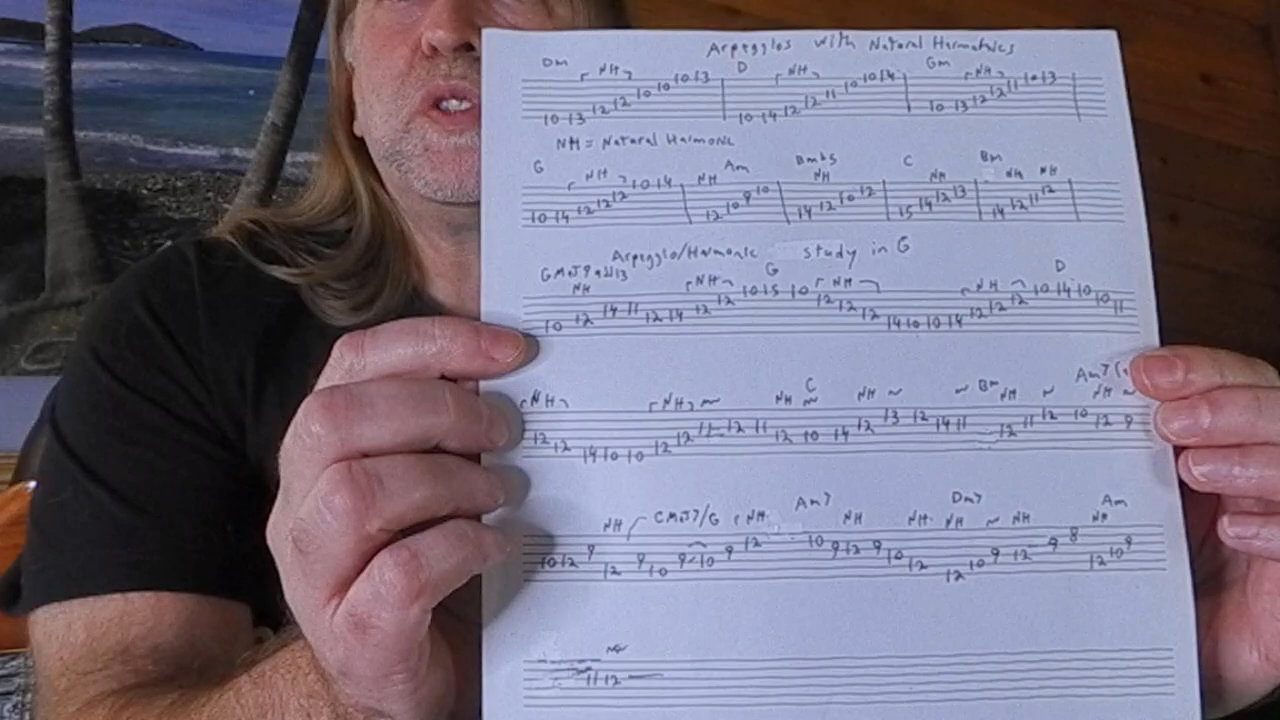 Arpeggios with Natural Harmonics
Dm NH D NH Gm NH
10 13 12 12 10 10 10 13 10 14 12 12 11 10 10 14 10 13 12 12 11 10 13
NH = Natural Harmonic
G NH NH Am Bmb5 NH C NH Bm NH NH
10 14 12 12 12 10 14 12 10 9 10 14 12 10 12 15 14 12 13 14 12 11 12
Arpeggio/Harmonic study in G
GMaj7 add13 NH NH G NH NH D
10 12 14 11 12 14 12 12 10 15 10 12 12 12 14 10 10 14 12 12 12 10 14 10 10 11
NH NH NH C NH Bm NH Am7 NH
12 12 14 10 10 12 12 12 11 12 10 14 12 13 12 14 11 12 11 12 10 12 9
NH CMaj7/G NH Am7 NH NH Dm7 NH NH Am NH
10 12 9 12 9 10 9 10 9 12 10 9 12 9 10 12 12 10 9 12 9 8 12 10 9
11 12